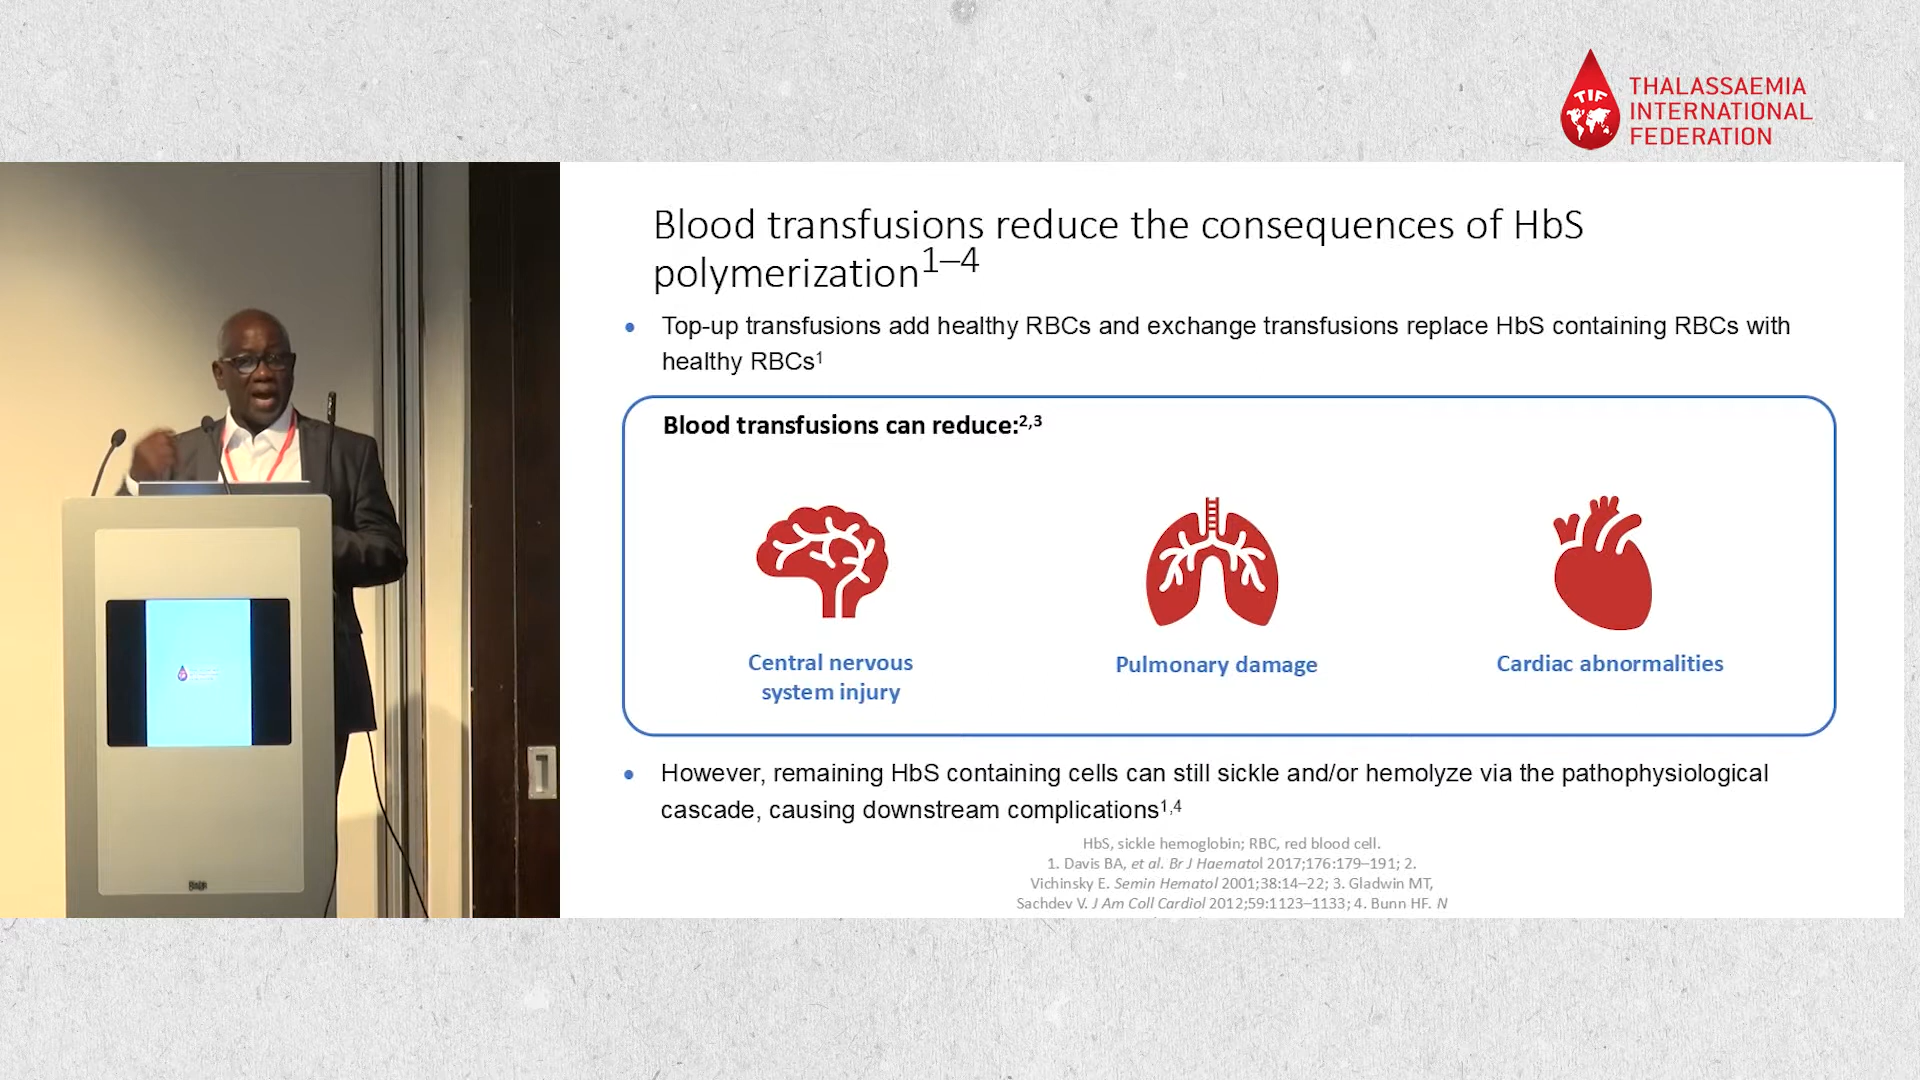 TIF
THALASSAEMIA
INTERNATIONAL
FEDERATION
Blood transfusions reduce the consequences of HbS
polymerization1–4
• Top-up transfusions add healthy RBCs and exchange transfusions replace HbS containing RBCs with
healthy RBCs1
Blood transfusions can reduce:2,3
Central nervous
system injury
Pulmonary damage
Cardiac abnormalities
• However, remaining HbS containing cells can still sickle and/or hemolyze via the pathophysiological
cascade, causing downstream complications1,4
HbS, sickle hemoglobin; RBC, red blood cell.
1. Davis BA, et al. Br J Haematol 2017;176:179–191; 2.
Vichinsky E. Semin Hematol 2001;38:14–22; 3. Gladwin MT,
Sachdev V. J Am Coll Cardiol 2012;59:1123–1133; 4. Bunn HF. N